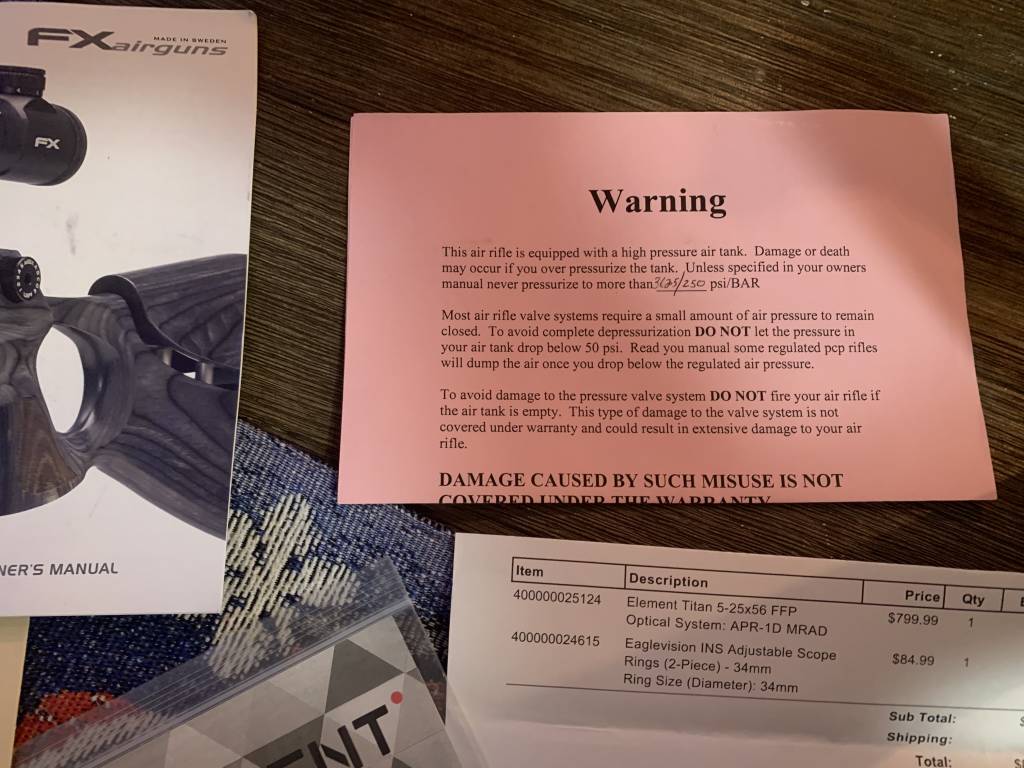 MADE IN SWEDEN
FX airguns
FX
NER'S MANUAL
Warning
This air rifle is equipped with a high pressure air tank. Damage or death
may occur if you over pressurize the tank. Unless specified in your owners
manual never pressurize to more than 3625/250 psi/BAR
Most air rifle valve systems require a small amount of air pressure to remain
closed. To avoid complete depressurization DO NOT let the pressure in
your air tank drop below 50 psi. Read you manual some regulated pcp rifles
will dump the air once you drop below the regulated air pressure.
To avoid damage to the pressure valve system DO NOT fire your air rifle if
the air tank is empty. This type of damage to the valve system is not
covered under warranty and could result in extensive damage to your air
rifle.
DAMAGE CAUSED BY SUCH MISUSE IS NOT
COVERED UNDER THE WARRANTY
Item Description Price Qty
400000025124 Element Titan 5-25x56 FFP $799.99 1
Optical System: APR-1D MRAD
400000024615 Eaglevision INS Adjustable Scope $84.99 1
Rings (2-Piece) - 34mm
Ring Size (Diameter): 34mm
Sub Total:
Shipping:
Total:
ENT